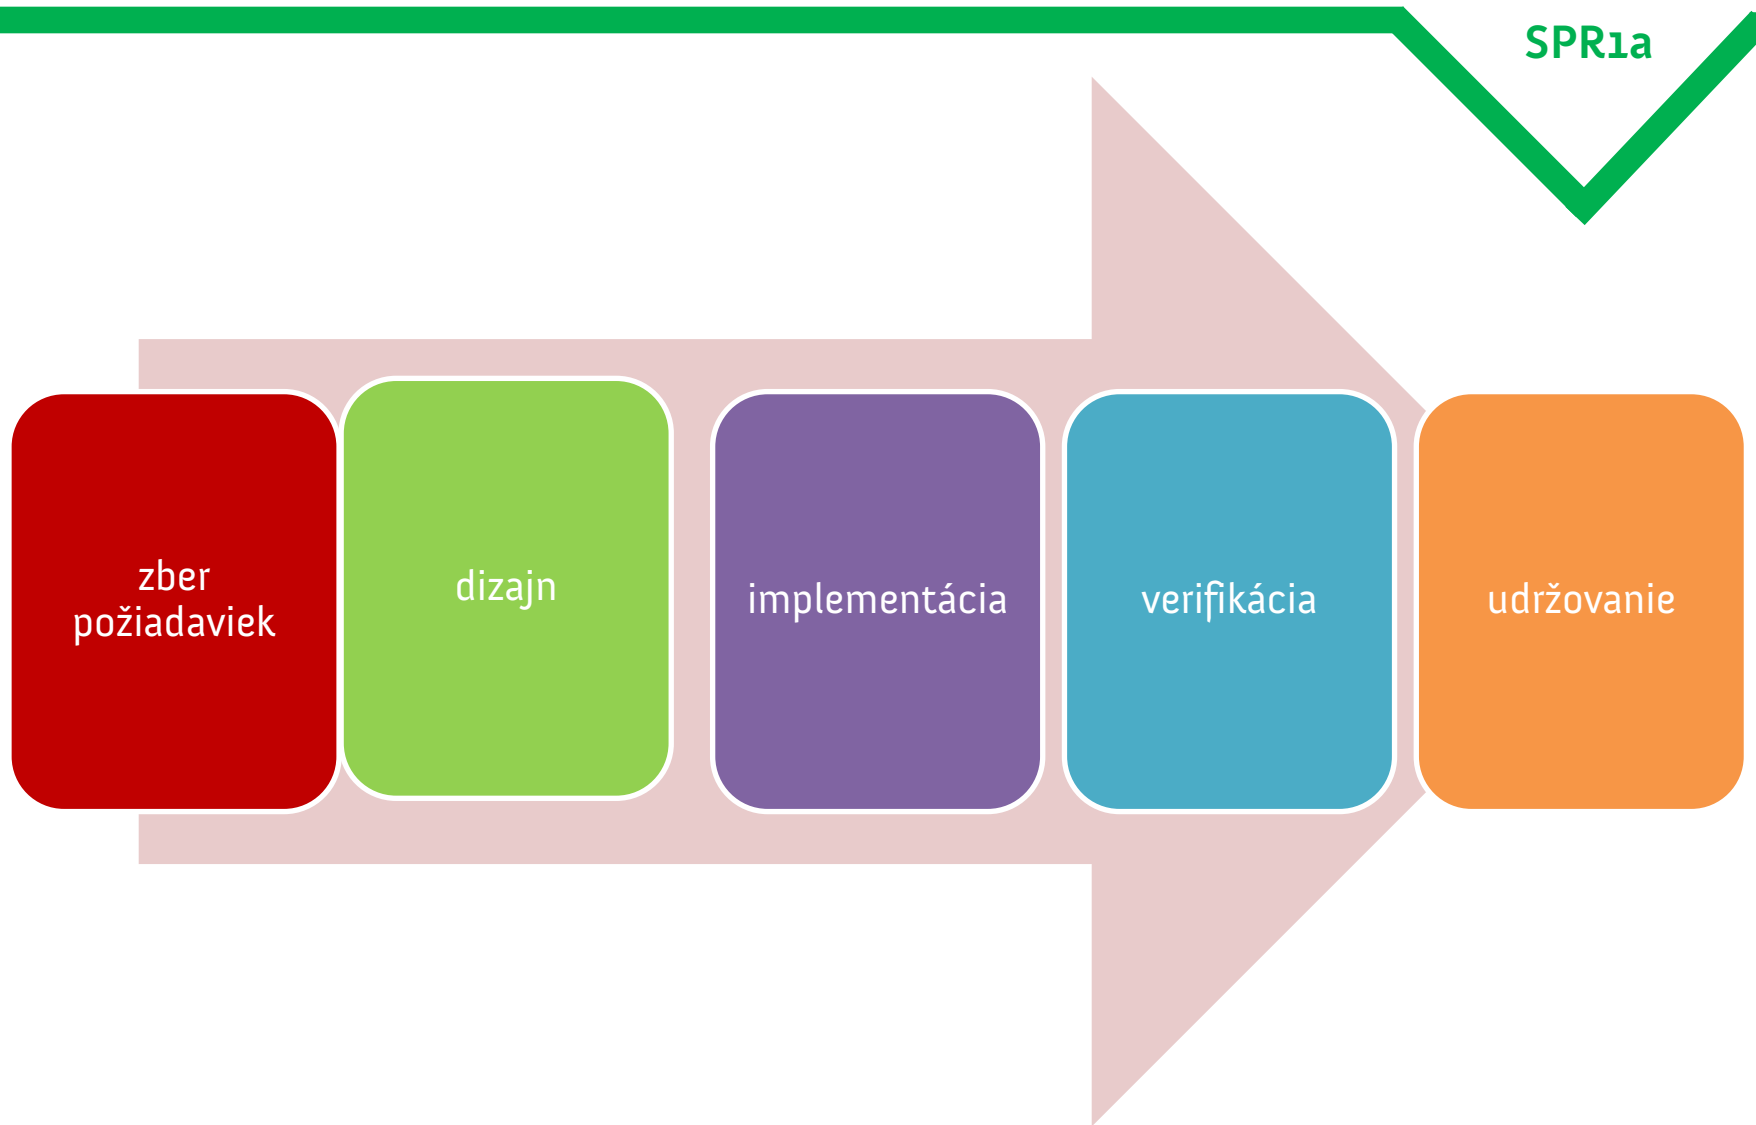 SPR1a
zber
požiadaviek
dizajn
implementácia
verifikácia
udržovanie